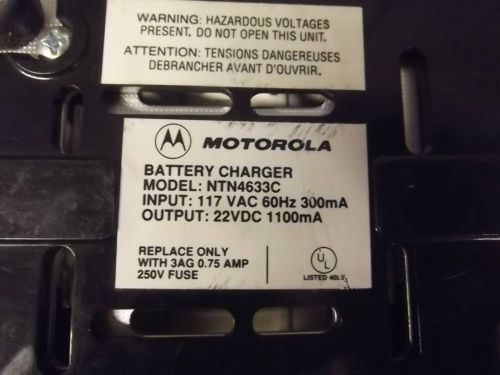 WARNING: HAZARDOUS VOLTAGES
PRESENT. DO NOT OPEN THIS UNIT.
ATTENTION: TENSIONS DANGEREUSES
DEBRANCHER AVANT D'OUVRIR.
MOTOROLA
BATTERY CHARGER
MODEL: NTN4633C
INPUT: 117 VAC 60Hz 300mA
OUTPUT: 22VDC 1100mA
REPLACE ONLY
WITH 3AG 0.75 AMP
250V FUSE
UL
LISTED